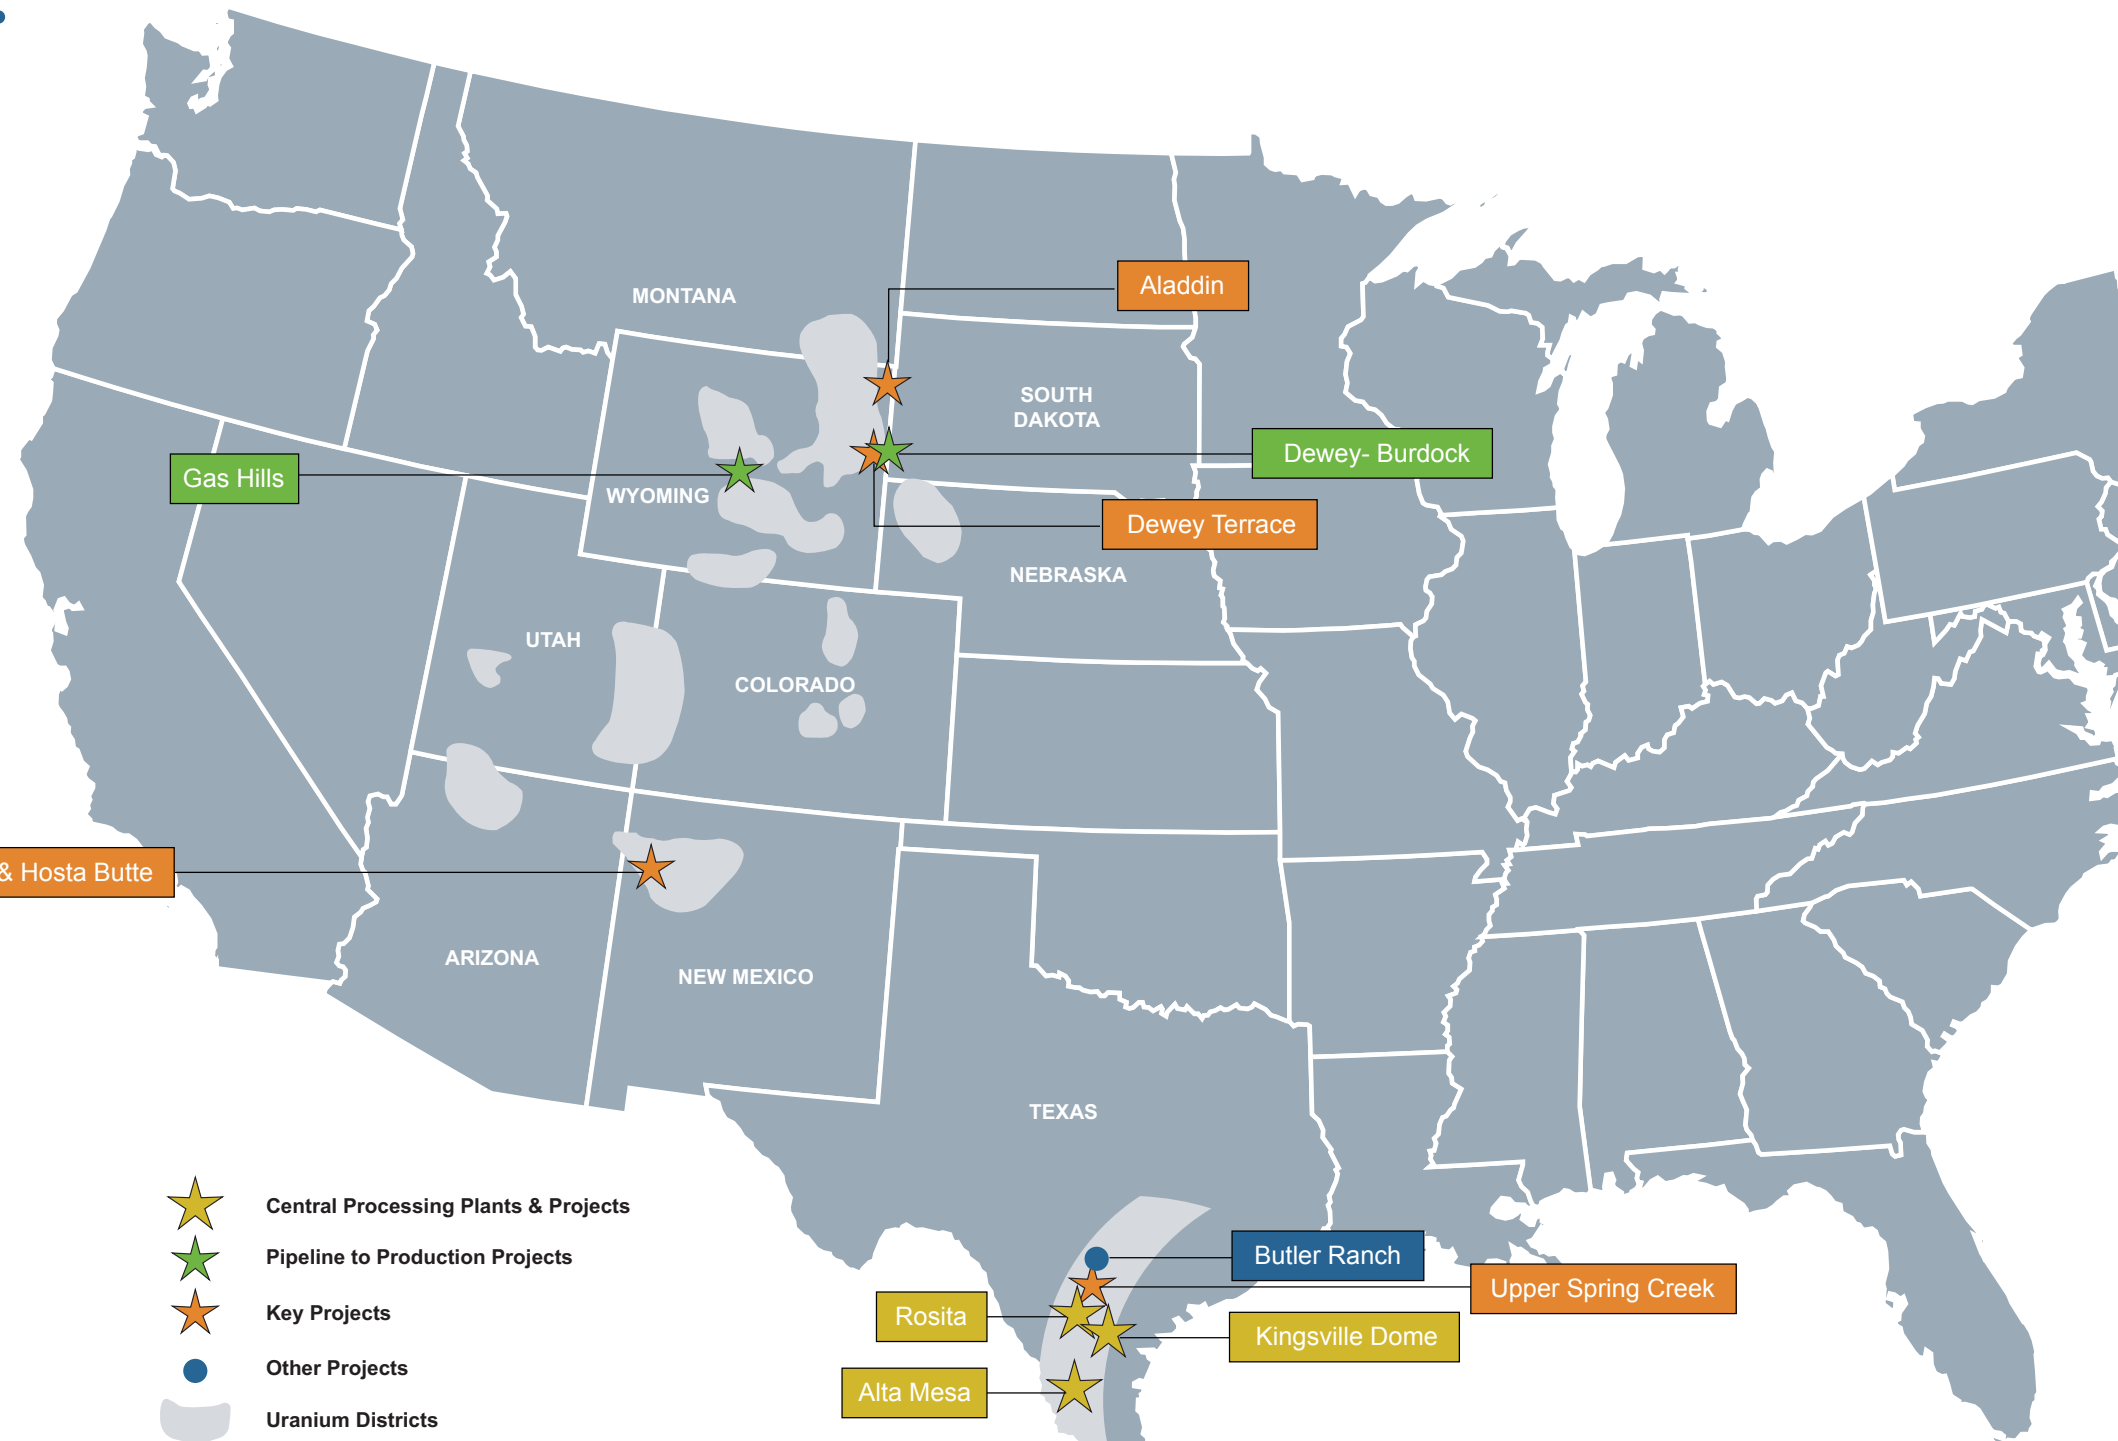 MONTANA
Aladdin
SOUTH
DAKOTA
Dewey- Burdock
Gas Hills
WYOMING
Dewey Terrace
NEBRASKA
UTAH
COLORADO
& Hosta Butte
ARIZONA
NEW MEXICO
TEXAS
Central Processing Plants & Projects
Pipeline to Production Projects
Key Projects
Other Projects
Uranium Districts
Butler Ranch
Upper Spring Creek
Rosita
Kingsville Dome
Alta Mesa